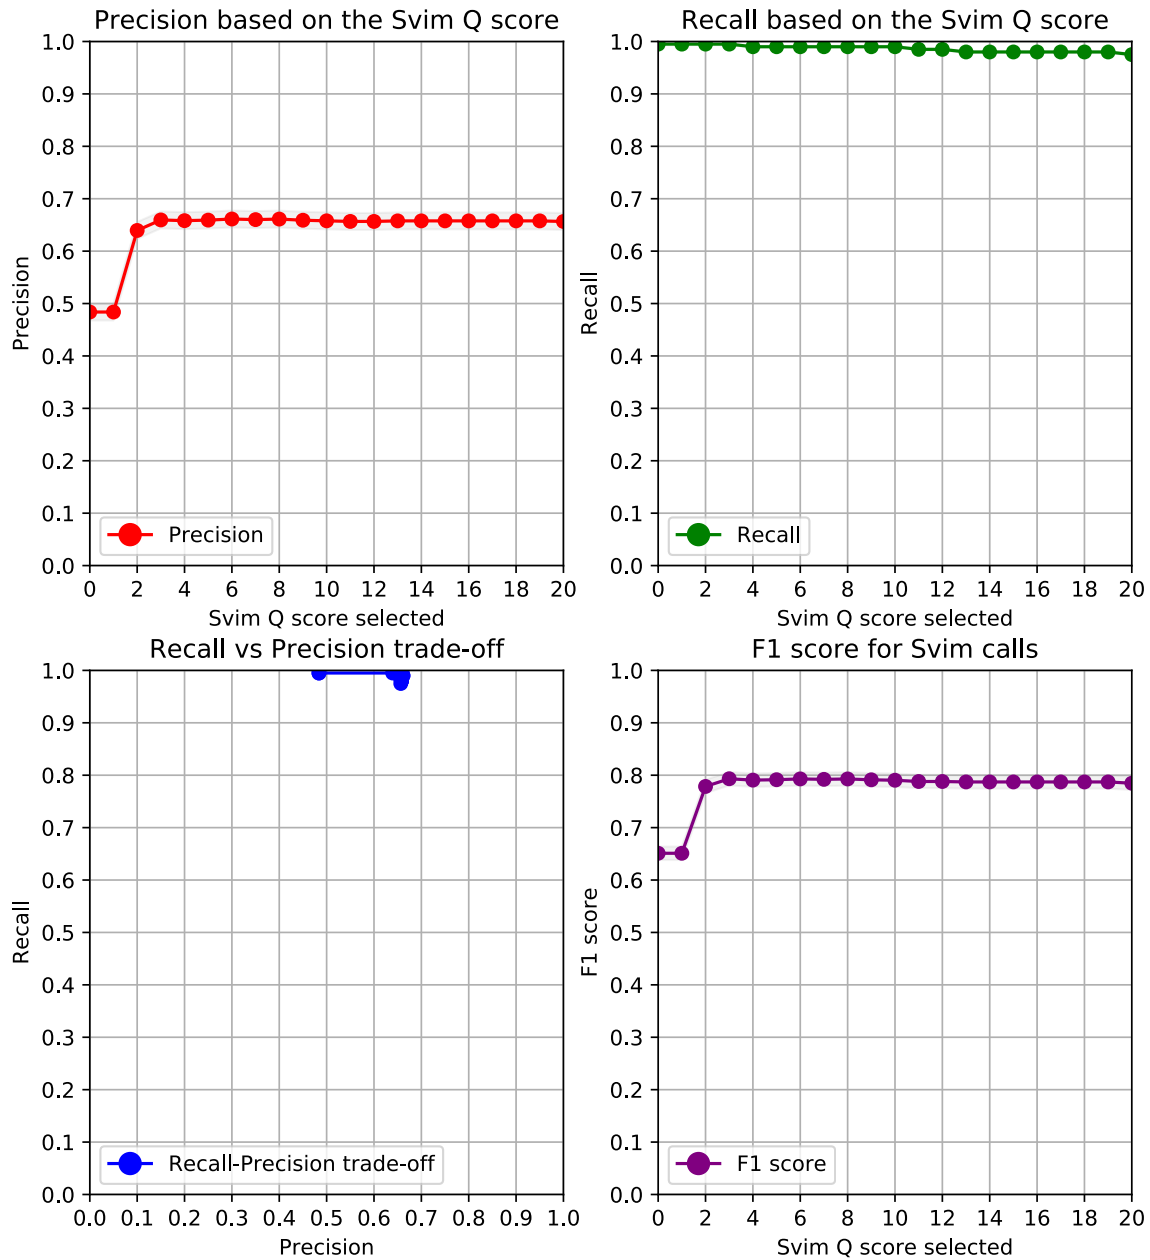 Precision based on the Svim Q score
1.0
0.9
0.8
0.7
0.6
0.5
0.4
0.3
0.2
0.1
0.0
Precision
Precision
0 2 4 6 8 10 12 14 16 18 20
Svim Q score selected
Recall based on the Svim Q score
1.0
0.9
0.8
0.7
0.6
0.5
0.4
0.3
0.2
0.1
0.0
Recall
Recall
0 2 4 6 8 10 12 14 16 18 20
Svim Q score selected
Recall vs Precision trade-off
1.0
0.9
0.8
0.7
0.6
0.5
0.4
0.3
0.2
0.1
0.0
Recall
Recall-Precision trade-off
0.0 0.1 0.2 0.3 0.4 0.5 0.6 0.7 0.8 0.9 1.0
Precision
F1 score for Svim calls
1.0
0.9
0.8
0.7
0.6
0.5
0.4
0.3
0.2
0.1
0.0
F1 score
F1 score
0 2 4 6 8 10 12 14 16 18 20
Svim Q score selected